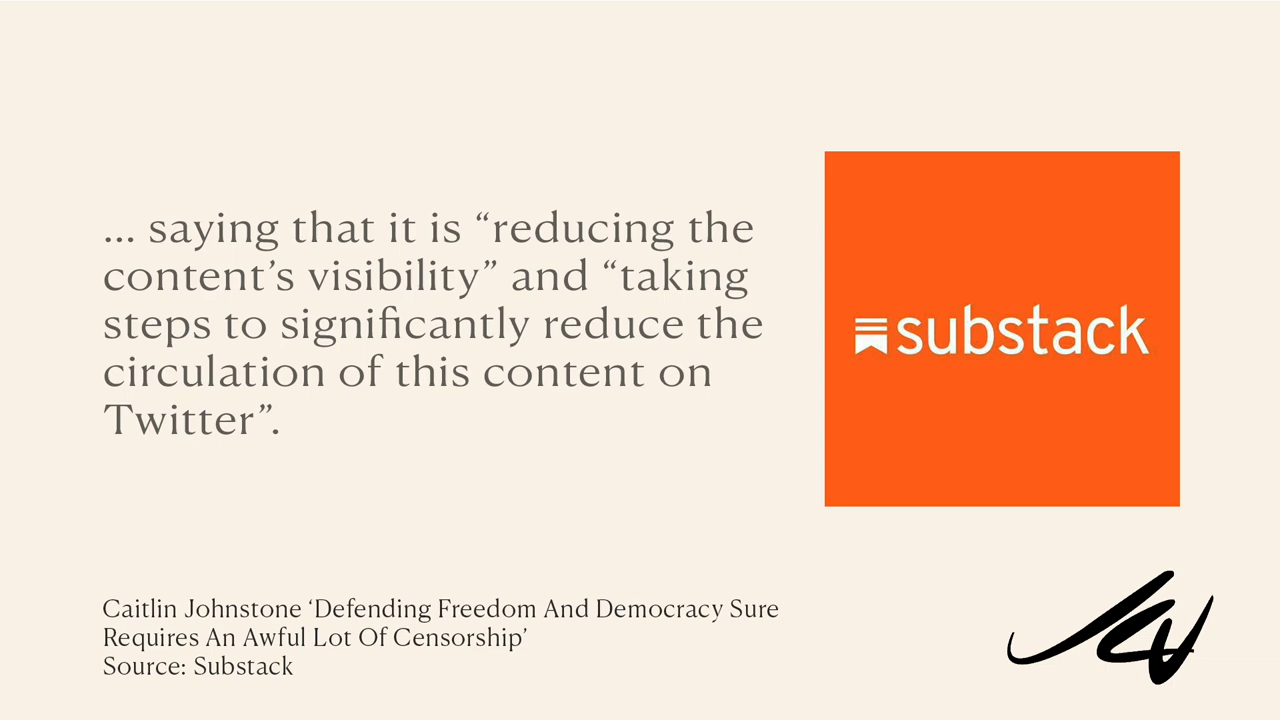 ... saying that it is “reducing the
content’s visibility” and “taking
steps to significantly reduce the
circulation of this content on
Twitter”.
substack
Caitlin Johnstone ‘Defending Freedom And Democracy Sure
Requires An Awful Lot Of Censorship’
Source: Substack